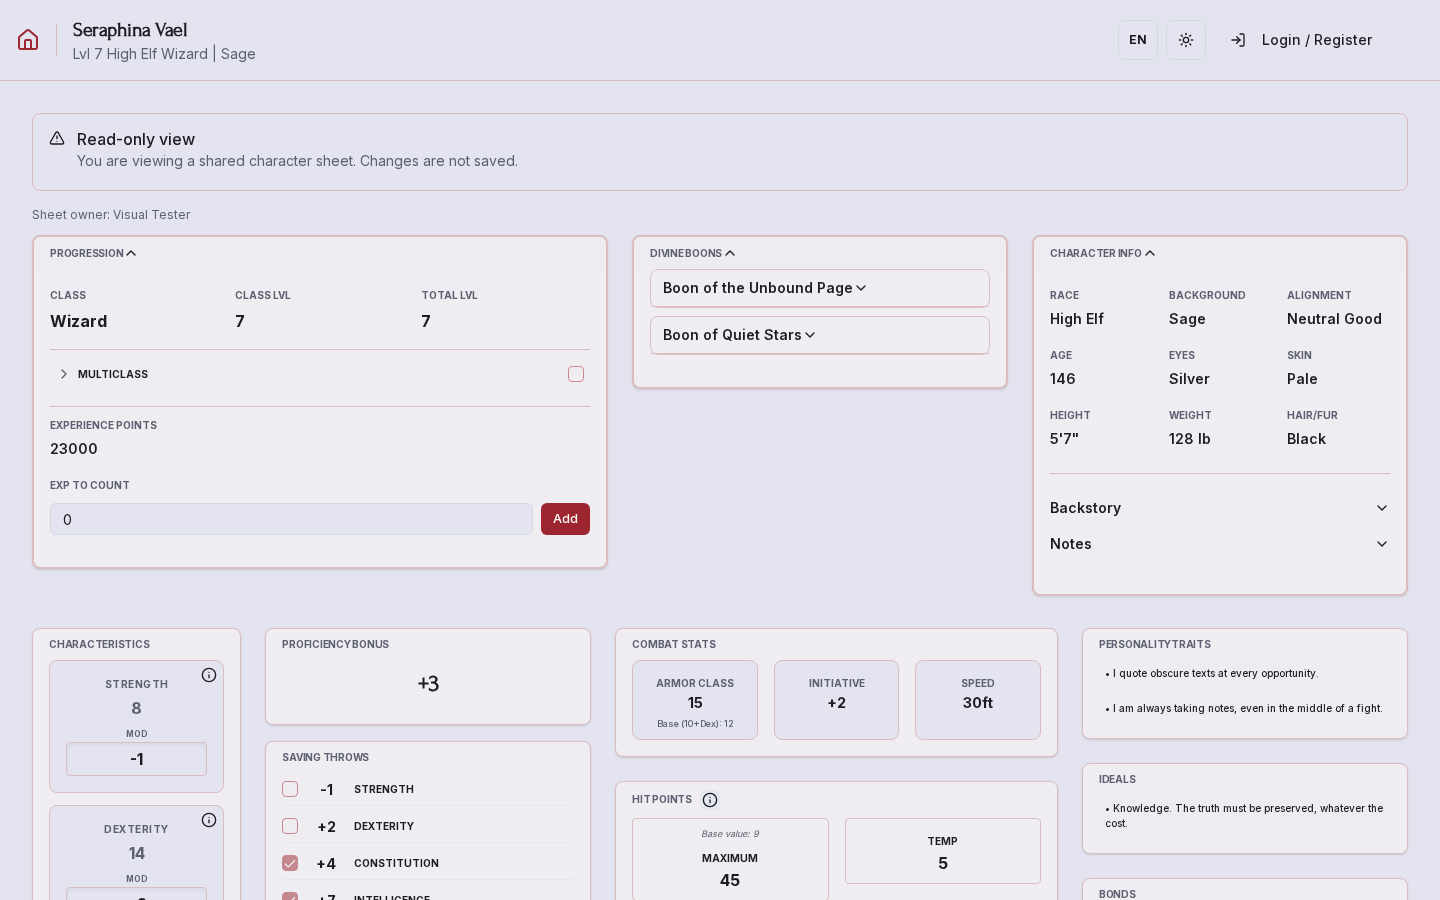 Seraphina Vael
Lvl 7 High Elf Wizard | Sage
EN
Login / Register
Read-only view
You are viewing a shared character sheet. Changes are not saved.
Sheet owner: Visual Tester
PROGRESSION
CLASS
CLASS LVL
TOTAL LVL
Wizard
7
7
MULTICLASS
EXPERIENCE POINTS
23000
EXP TO COUNT
0
Add
DIVINE BOONS
Boon of the Unbound Page
Boon of Quiet Stars
CHARACTER INFO
RACE
BACKGROUND
ALIGNMENT
High Elf
Sage
Neutral Good
AGE
EYES
SKIN
146
Silver
Pale
HEIGHT
WEIGHT
HAIR/FUR
5'7"
128 lb
Black
Backstory
Notes
CHARACTERISTICS
STRENGTH
8
MOD
-1
DEXTERITY
14
MOD
PROFICIENCY BONUS
+3
SAVING THROWS
-1 STRENGTH
+2 DEXTERITY
+4 CONSTITUTION
+7 INTELLIGENCE
COMBAT STATS
ARMOR CLASS
15
Base (10+Dex): 12
INITIATIVE
+2
SPEED
30ft
HIT POINTS
Base value: 9
MAXIMUM
45
TEMP
5
PERSONALITY TRAITS
• I quote obscure texts at every opportunity.
• I am always taking notes, even in the middle of a fight.
IDEALS
• Knowledge. The truth must be preserved, whatever the
cost.
BONDS